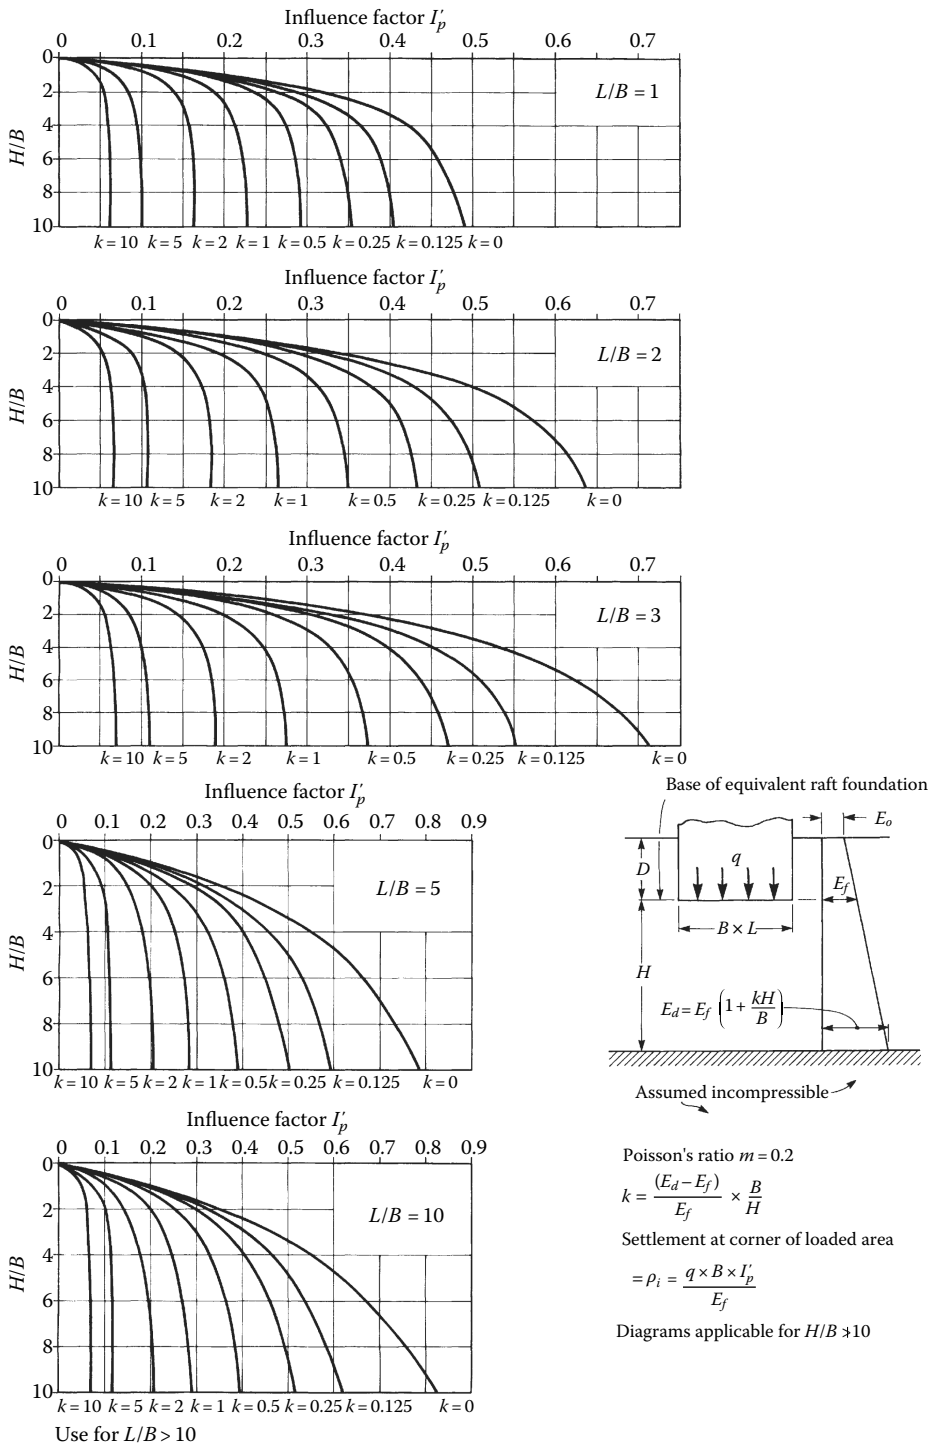 Influence factor I′p
0 0.1 0.2 0.3 0.4 0.5 0.6 0.7
0
2
4
6
8
10
H/B
L/B = 1
k = 10 k = 5 k = 2 k = 1 k = 0.5 k = 0.25 k = 0.125 k = 0
Influence factor I′p
0 0.1 0.2 0.3 0.4 0.5 0.6 0.7
0
2
4
6
8
10
H/B
L/B = 2
k = 10 k = 5 k = 2 k = 1 k = 0.5 k = 0.25 k = 0.125 k = 0
Influence factor I′p
0 0.1 0.2 0.3 0.4 0.5 0.6 0.7
0
2
4
6
8
10
H/B
L/B = 3
k = 10 k = 5 k = 2 k = 1 k = 0.5 k = 0.25 k = 0.125 k = 0
Influence factor I′p
0 0.1 0.2 0.3 0.4 0.5 0.6 0.7 0.8 0.9
0
2
4
6
8
10
H/B
L/B = 5
k = 10 k = 5 k = 2 k = 1 k = 0.5 k = 0.25 k = 0.125 k = 0
Influence factor I′p
0 0.1 0.2 0.3 0.4 0.5 0.6 0.7 0.8 0.9
0
2
4
6
8
10
H/B
L/B = 10
k = 10 k = 5 k = 2 k = 1 k = 0.5 k = 0.25 k = 0.125 k = 0
Use for L/B > 10
Base of equivalent raft foundation
Eo
D
q
Ef
B × L
H
Ed = Ef (1 + kH/B)
Assumed incompressible
Poisson's ratio m = 0.2
k = (Ed – Ef)/Ef × B/H
Settlement at corner of loaded area
= ρi = q × B × I′p/Ef
Diagrams applicable for H/B ≯10